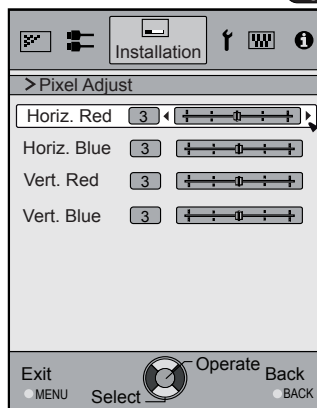 Installation
>Pixel Adjust
Horiz. Red 3
Horiz. Blue 3
Vert. Red 3
Vert. Blue 3
Exit
MENU
Select
Operate
Back
BACK